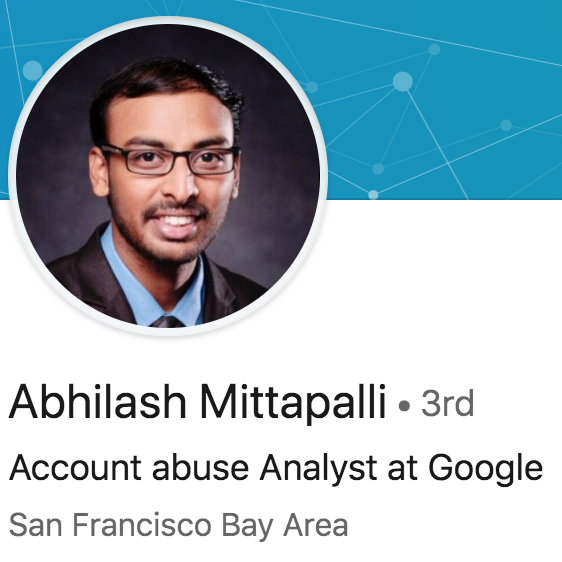 Abhilash Mittapalli • 3rd
Account abuse Analyst at Google
San Francisco Bay Area